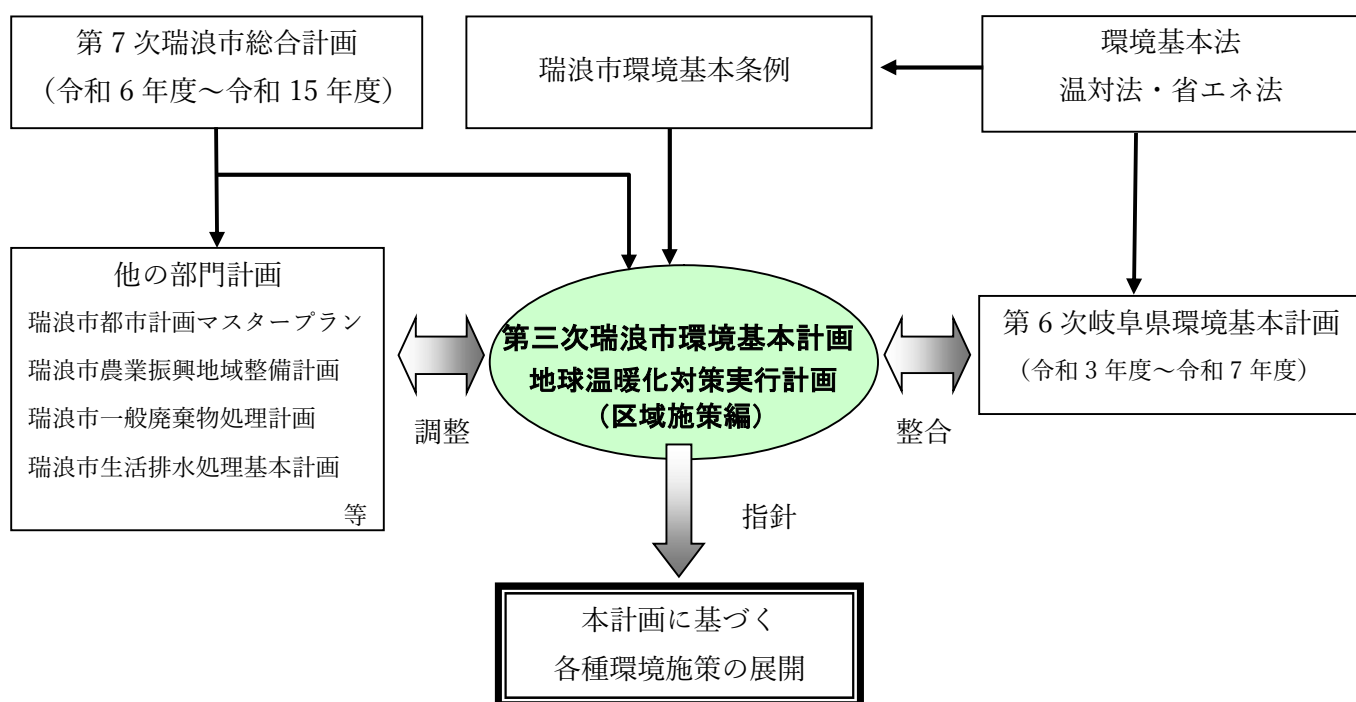 第 7 次瑞浪市総合計画
(令和 6 年度～令和 15 年度)
瑞浪市環境基本条例
環境基本法
温対法・省エネ法
他の部門計画
瑞浪市都市計画マスタープラン
瑞浪市農業振興地域整備計画
瑞浪市一般廃棄物処理計画
瑞浪市生活排水処理基本計画
等
調整
第三次瑞浪市環境基本計画
地球温暖化対策実行計画
(区域施策編)
整合
第 6 次岐阜県環境基本計画
(令和 3 年度～令和 7 年度)
指針
本計画に基づく
各種環境施策の展開